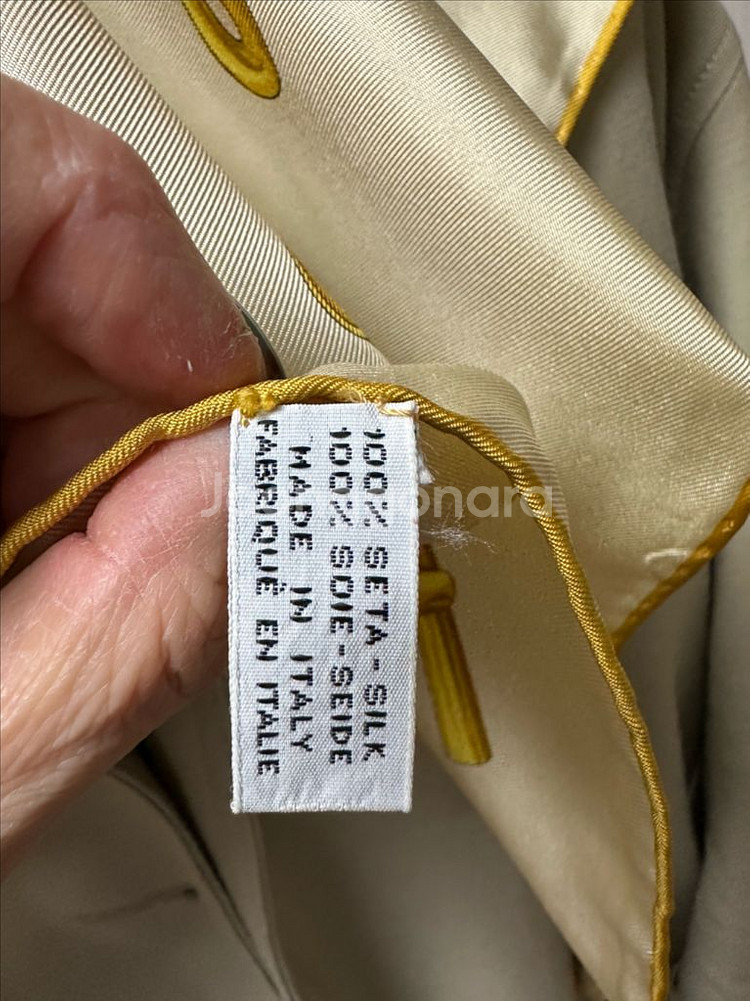 100% SETA-SILK
100% SOIE-SEIDE
MADE IN ITALY
FABRIQUÉ EN ITALIE